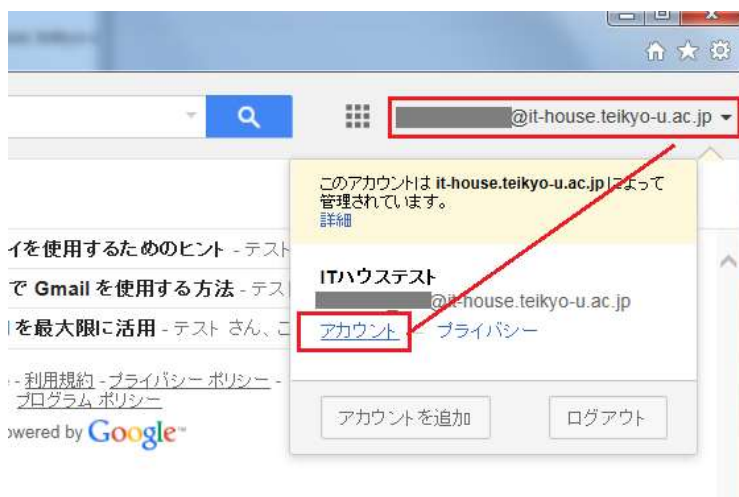 @it-house.teikyo-u.ac.jp
このアカウントは it-house.teikyo-u.ac.jp によって
管理されています。
詳細
ITハウステスト
@it-house.teikyo-u.ac.jp
アカウント - プライバシー
アカウントを追加 ログアウト
イを使用するためのヒント - テスト
で Gmail を使用する方法 - テス
を最大限に活用 - テスト さん、こ
- 利用規約 - プライバシー ポリシー -
プログラム ポリシー
owered by Google™